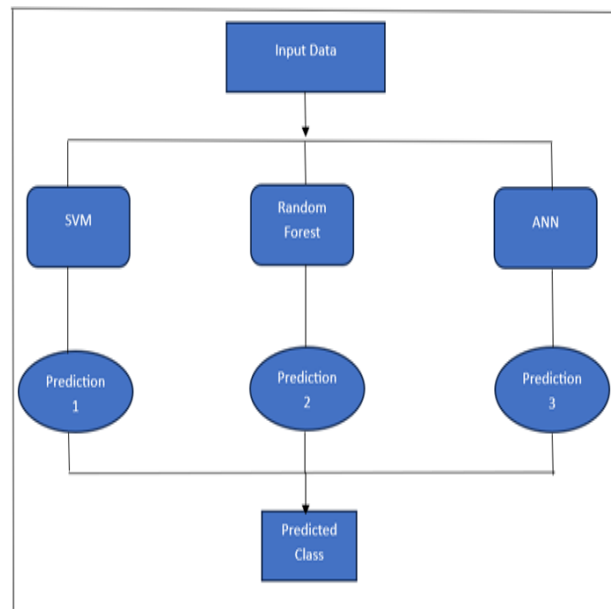 Input Data
SVM
Random
Forest
ANN
Prediction
1
Prediction
2
Prediction
3
Predicted
Class